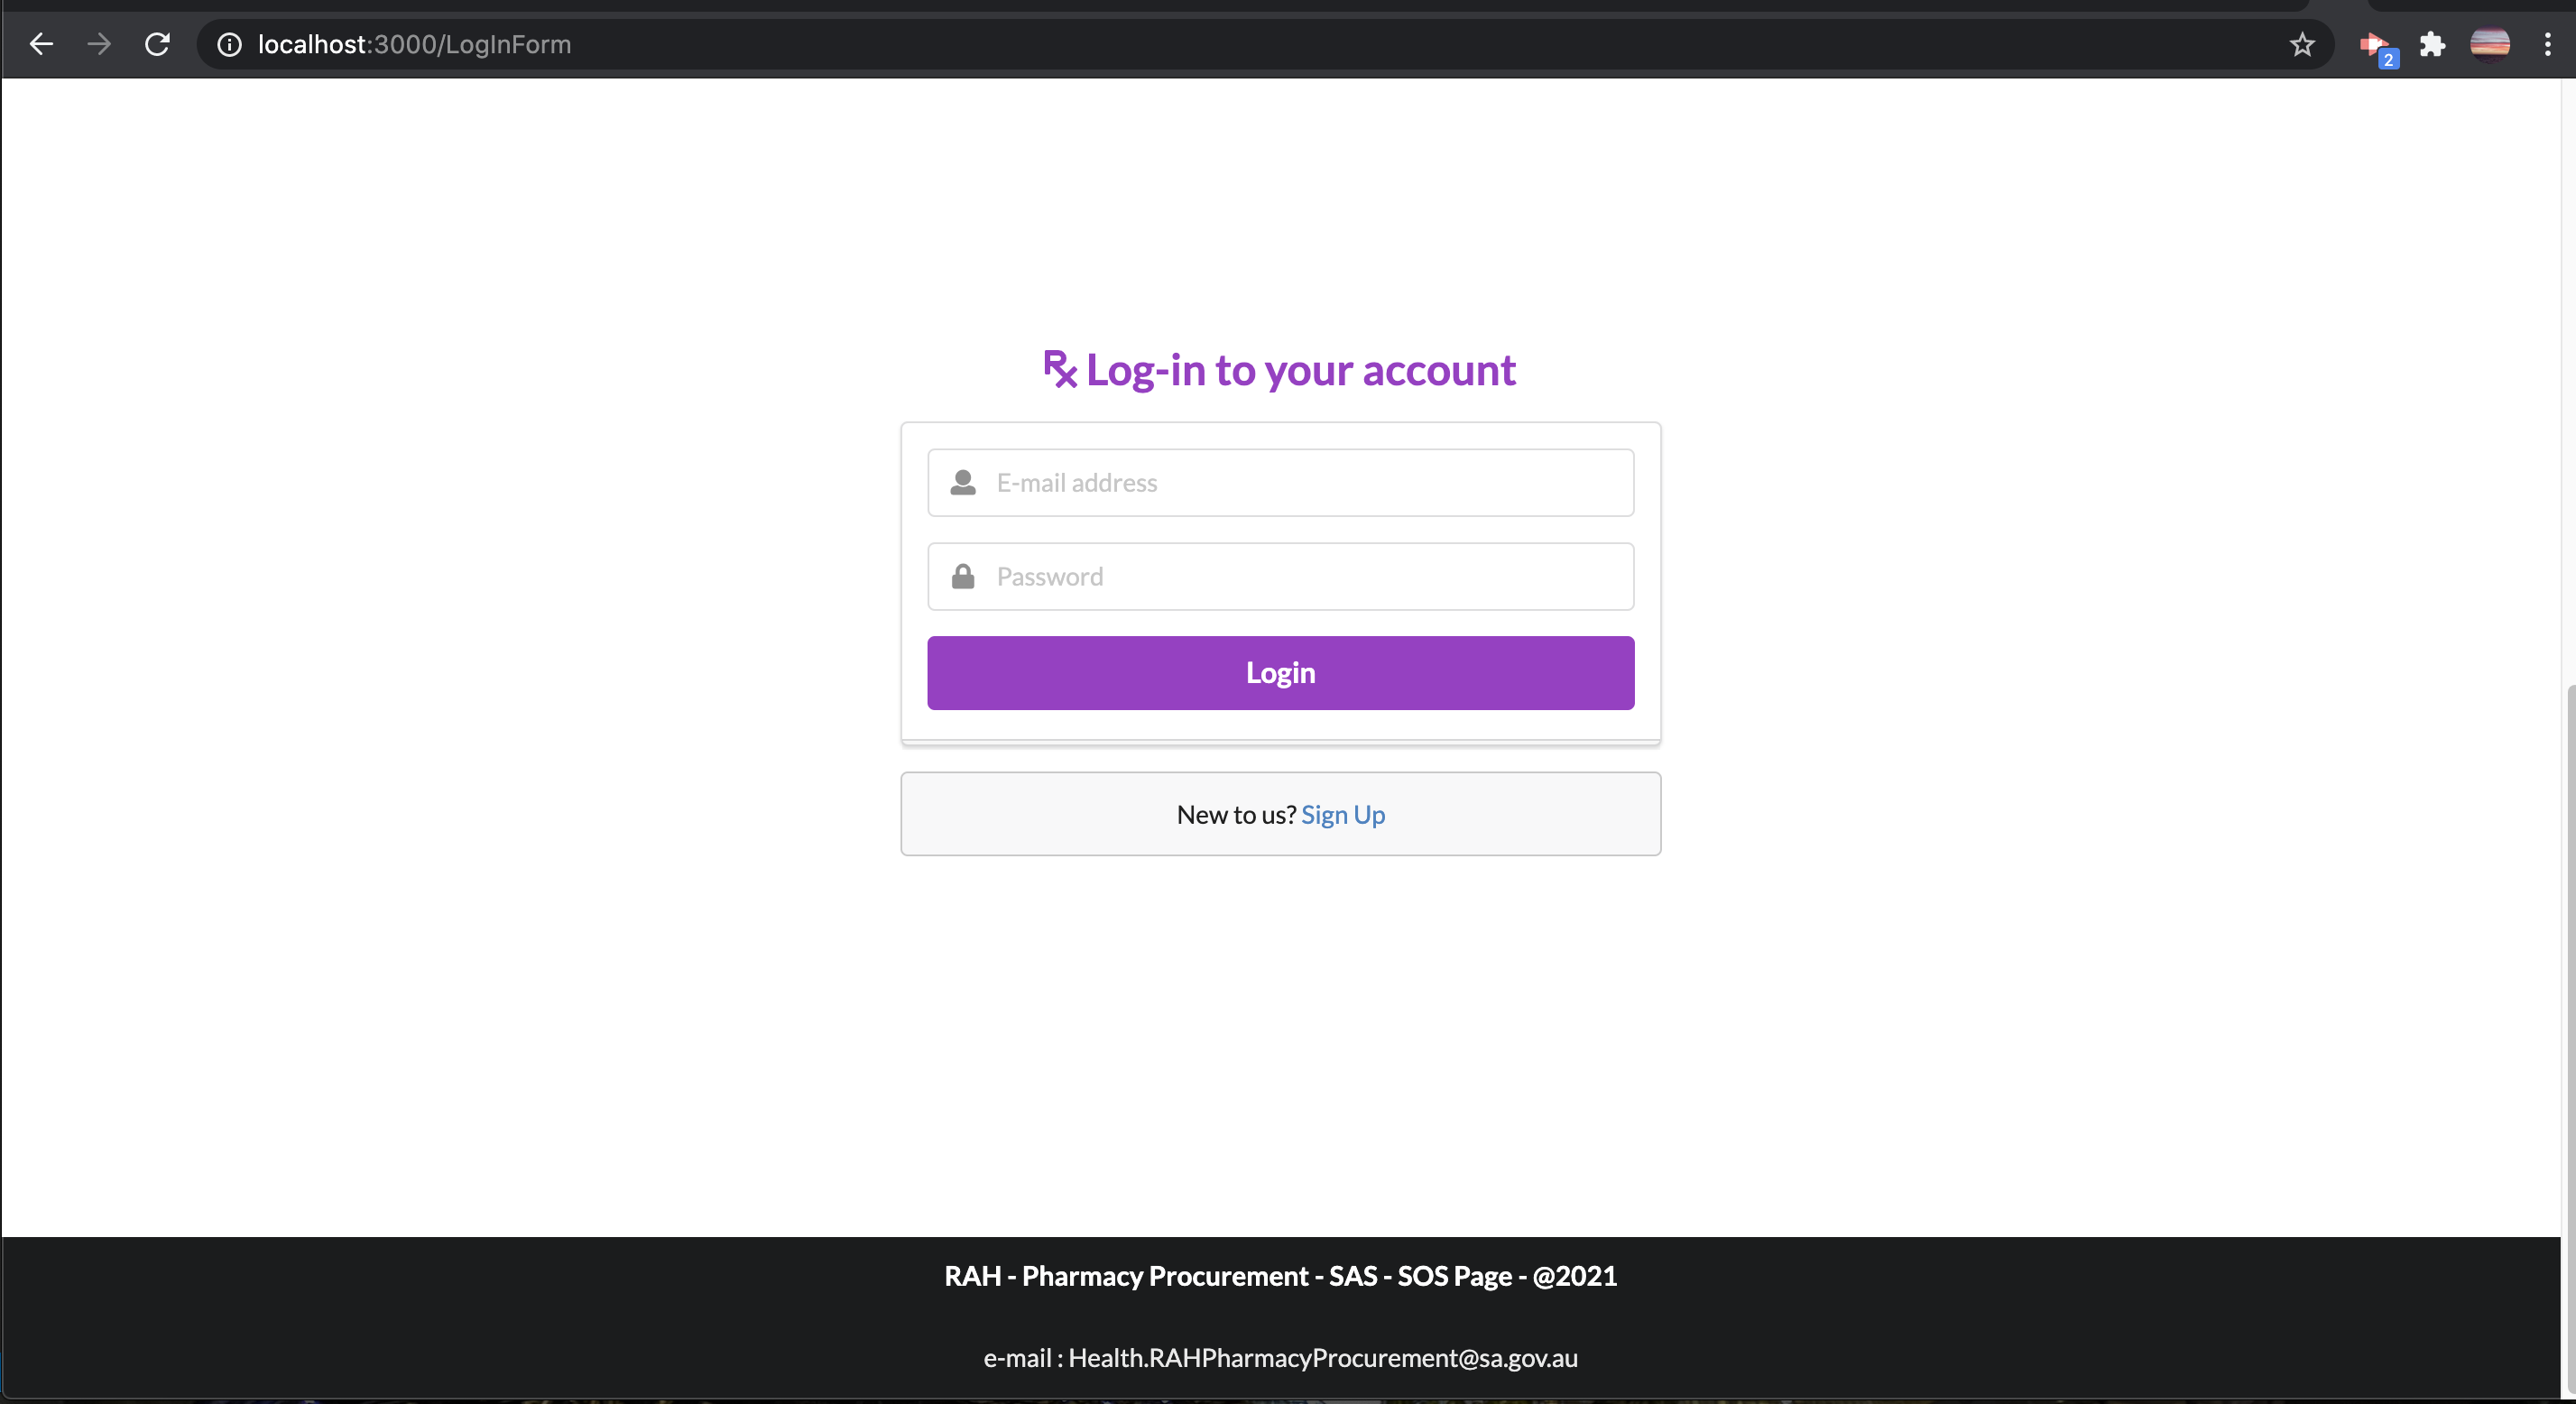 localhost:3000/LogInForm
2
℞ Log-in to your account
E-mail address
Password
Login
New to us? Sign Up
RAH - Pharmacy Procurement - SAS - SOS Page - @2021
e-mail : Health.RAHPharmacyProcurement@sa.gov.au